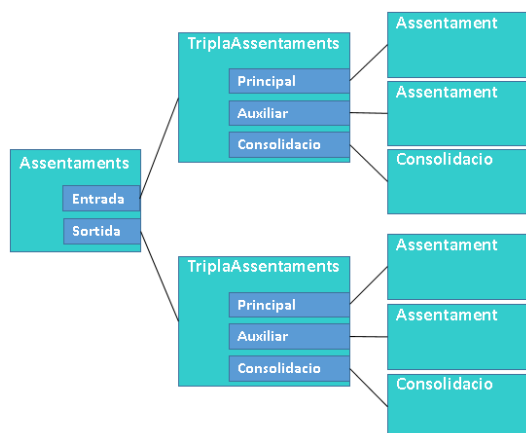 Assentaments
Entrada
Sortida
TriplaAssentaments
Principal
Auxiliar
Consolidacio
Assentament
Assentament
Consolidacio
TriplaAssentaments
Principal
Auxiliar
Consolidacio
Assentament
Assentament
Consolidacio